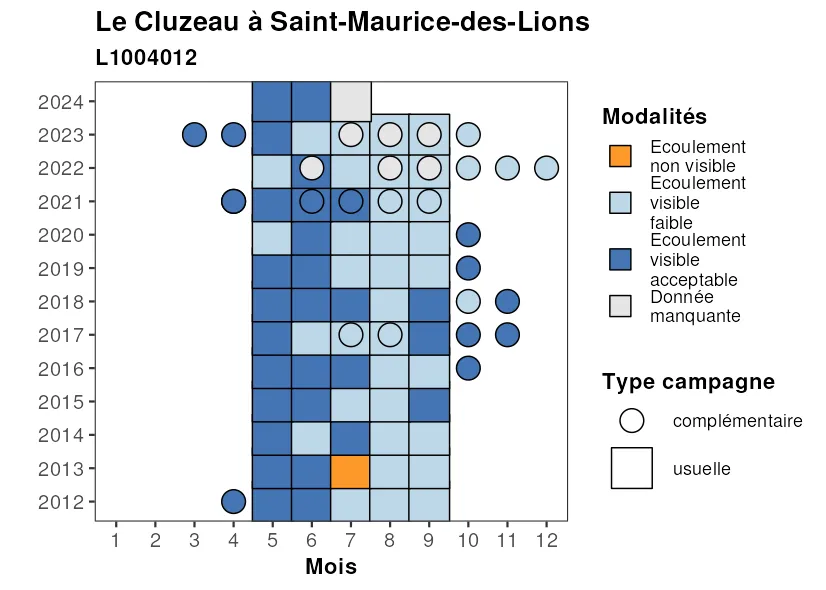 Le Cluzeau à Saint-Maurice-des-Lions
L1004012
2024
2023
2022
2021
2020
2019
2018
2017
2016
2015
2014
2013
2012
1 2 3 4 5 6 7 8 9 10 11 12
Mois
Modalités
Ecoulement
non visible
Ecoulement
visible
faible
Ecoulement
visible
acceptable
Donnée
manquante
Type campagne
complémentaire
usuelle